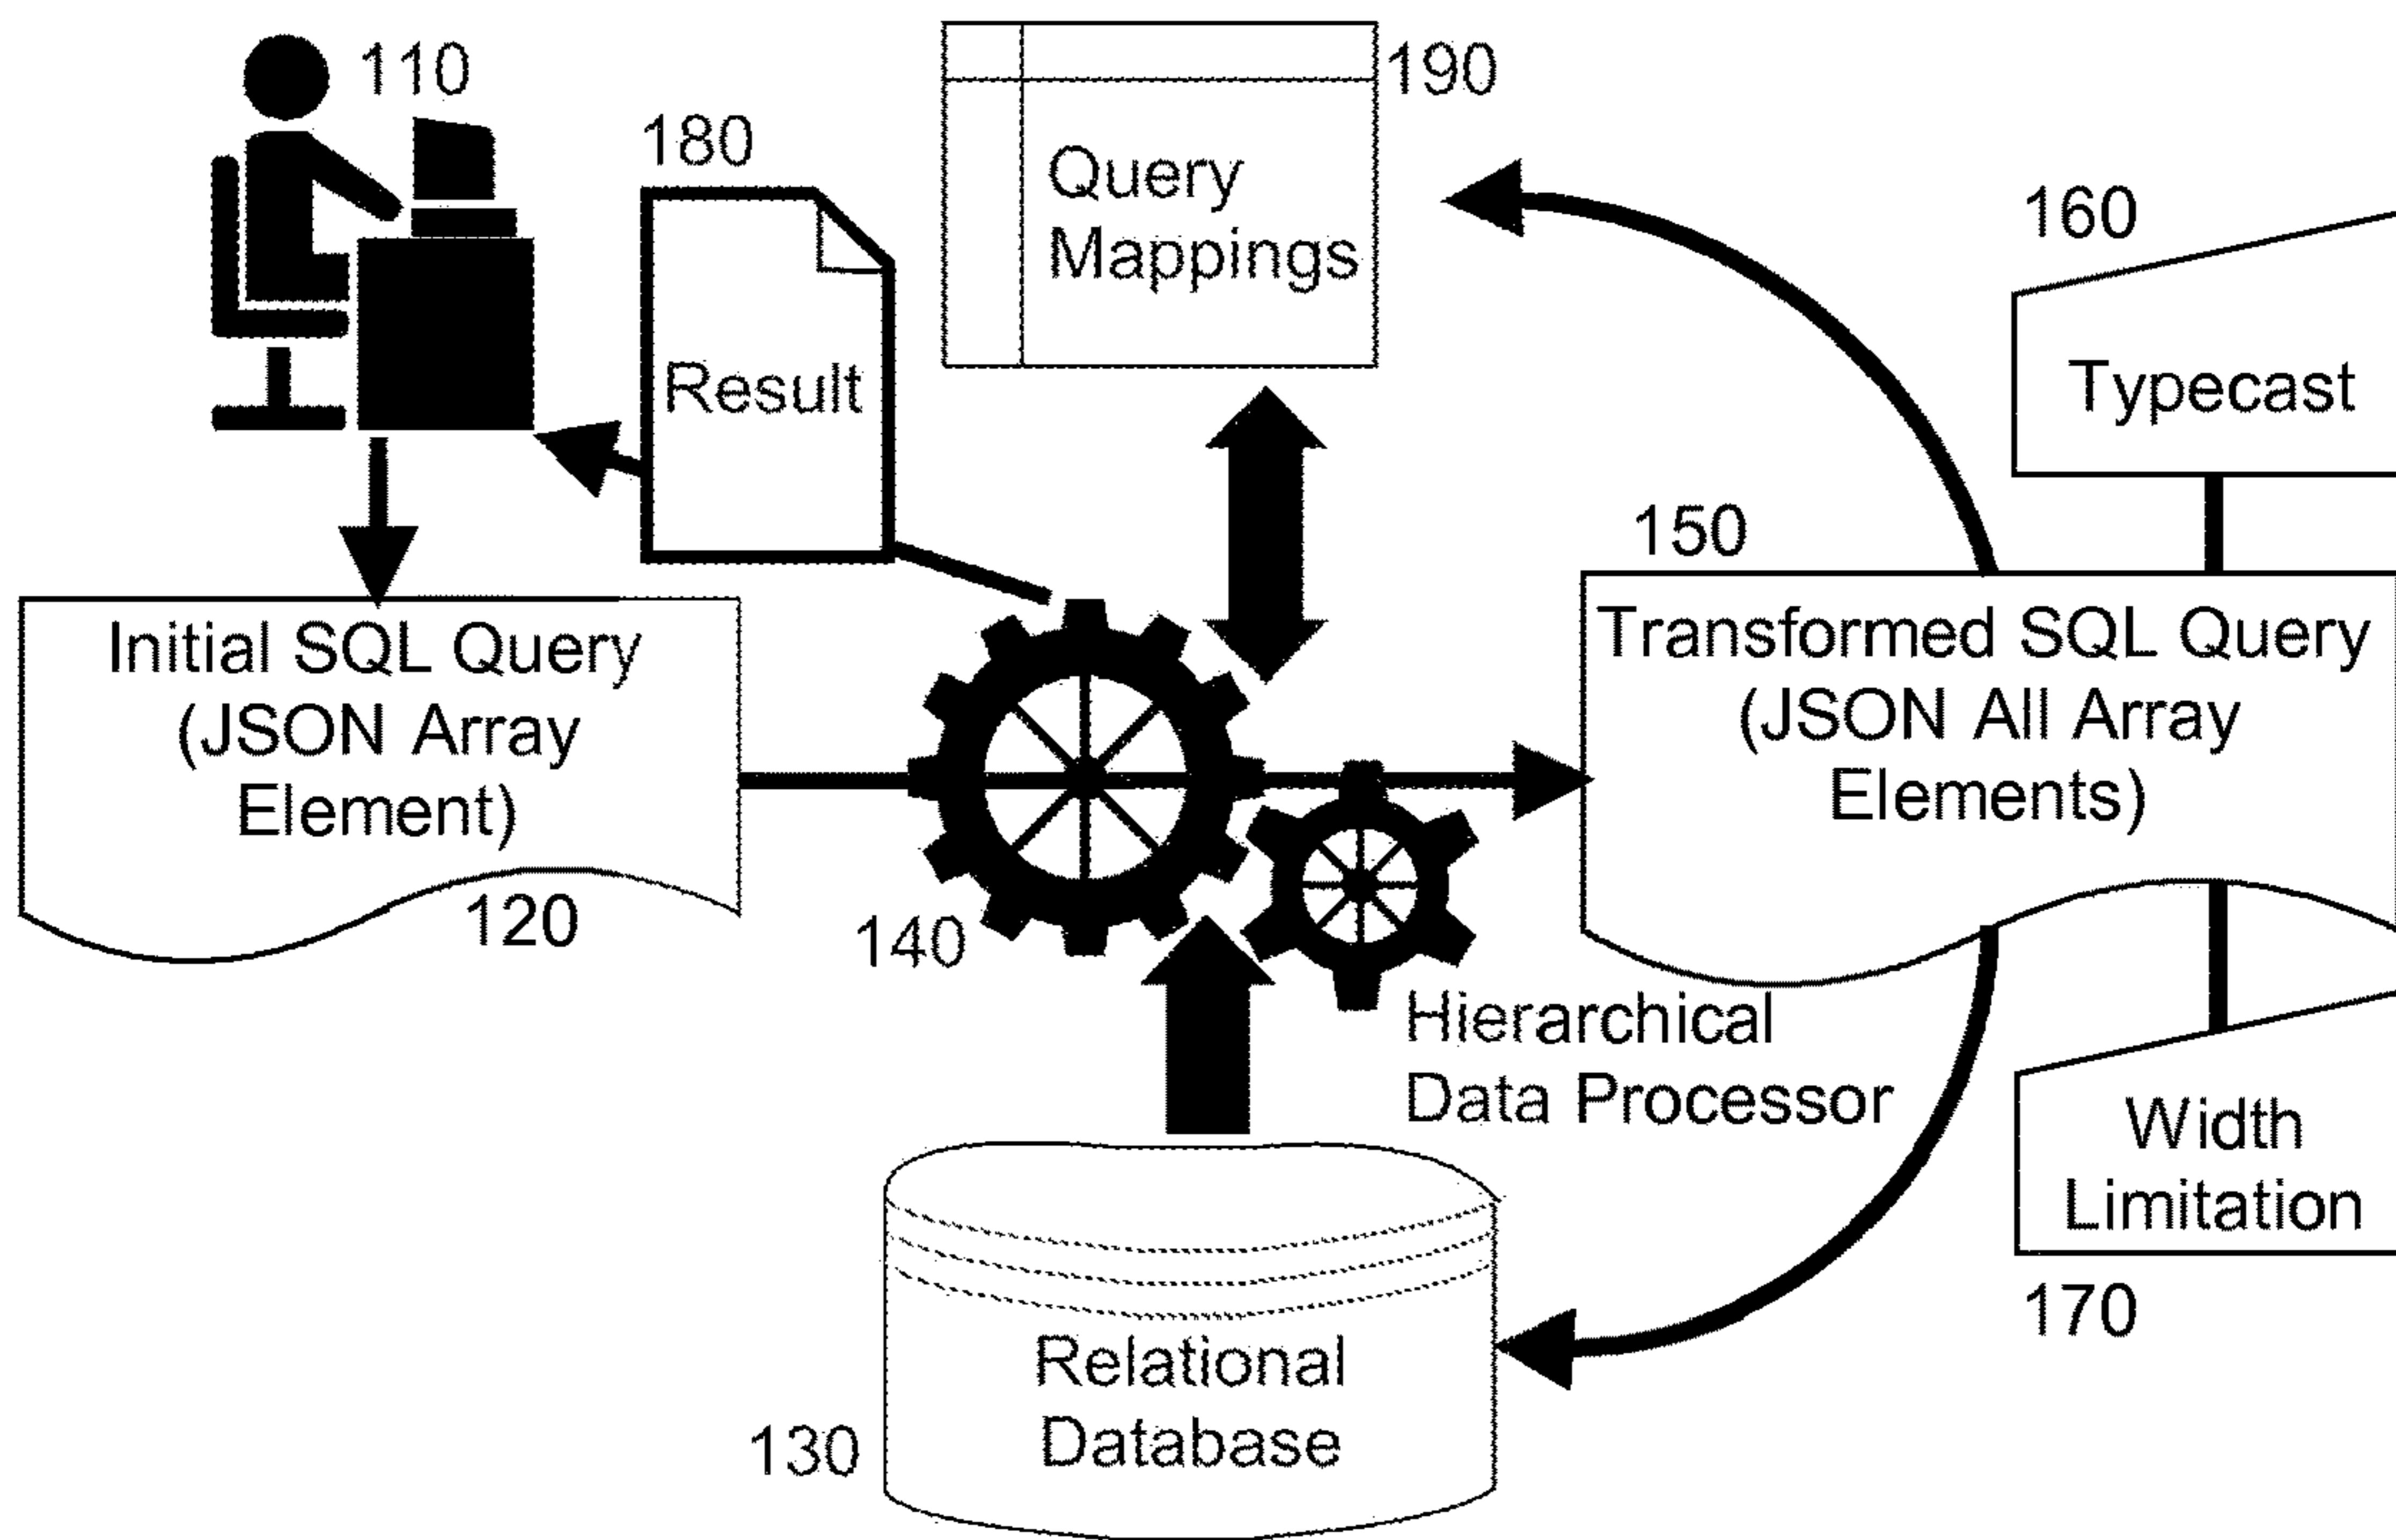 110
180
190
Query
Mappings
160
Typecast
Result
150
Initial SQL Query
(JSON Array
Element)
120
140
Transformed SQL Query
(JSON All Array
Elements)
Hierarchical
Data Processor
Width
Limitation
170
Relational
Database
130